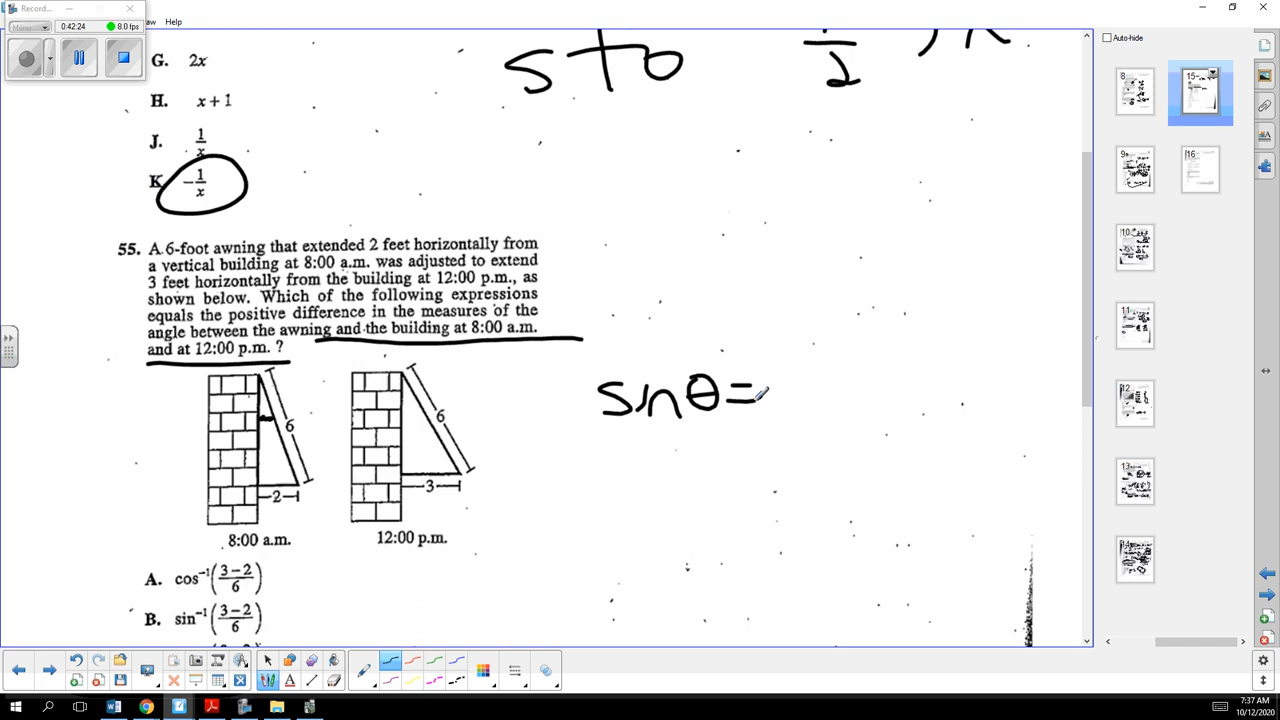 Record...
0:42:24
8.0 fps
Help
G. 2x
H. x + 1
J. 1/x
K. -1/x
s to
55. A 6-foot awning that extended 2 feet horizontally from
a vertical building at 8:00 a.m. was adjusted to extend
3 feet horizontally from the building at 12:00 p.m., as
shown below. Which of the following expressions
equals the positive difference in the measures of the
angle between the awning and the building at 8:00 a.m.
and at 12:00 p.m. ?
6
2
8:00 a.m.
6
3
12:00 p.m.
sinθ=
A. cos⁻¹((3-2)/6)
B. sin⁻¹((3-2)/6)
Auto-hide
8
9
10
11
12
13
14
15
16
7:37 AM
10/12/2020